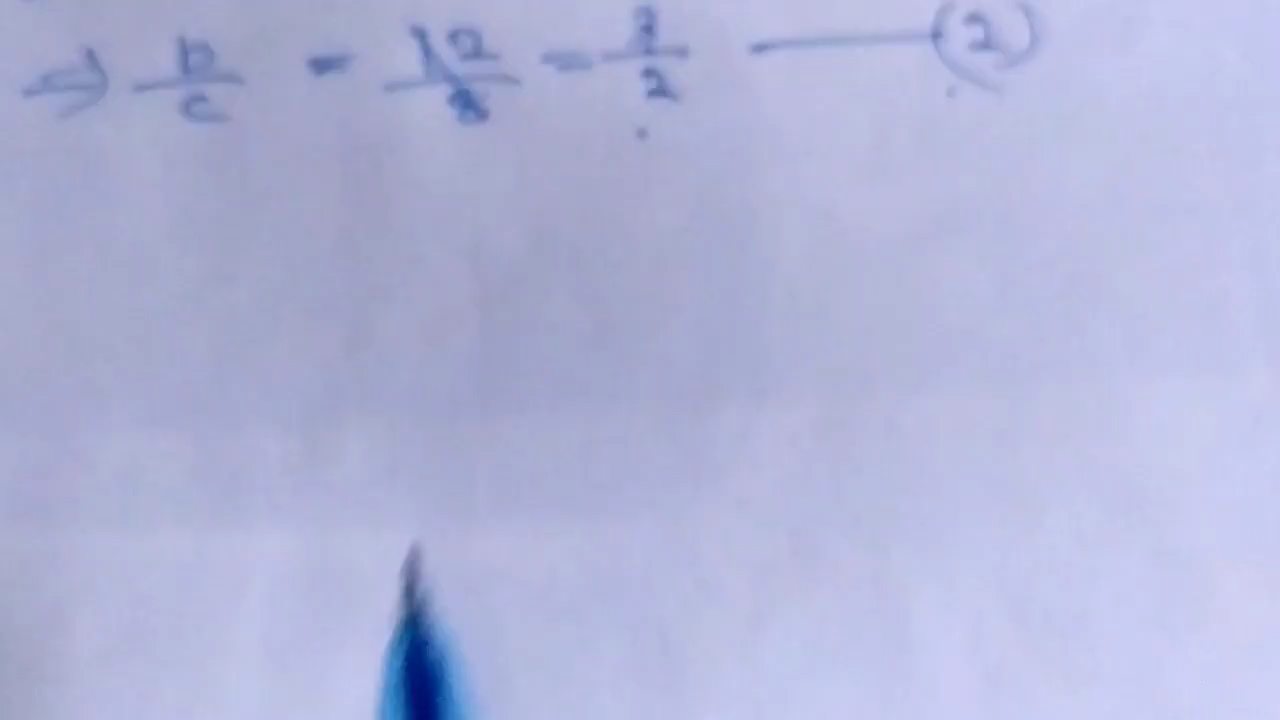 ⇒ b/c = 12/8 = 3/2 —— (2)